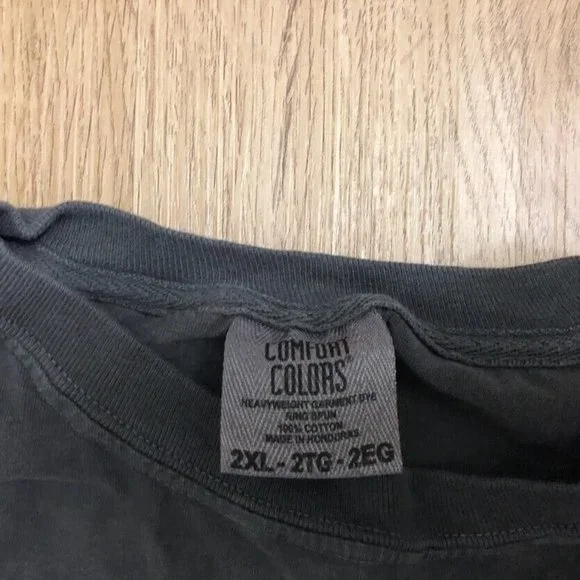 COMFORT
COLORS®
HEAVYWEIGHT GARMENT DYE
RING SPUN
100% COTTON
MADE IN HONDURAS
2XL - 2TG - 2EG